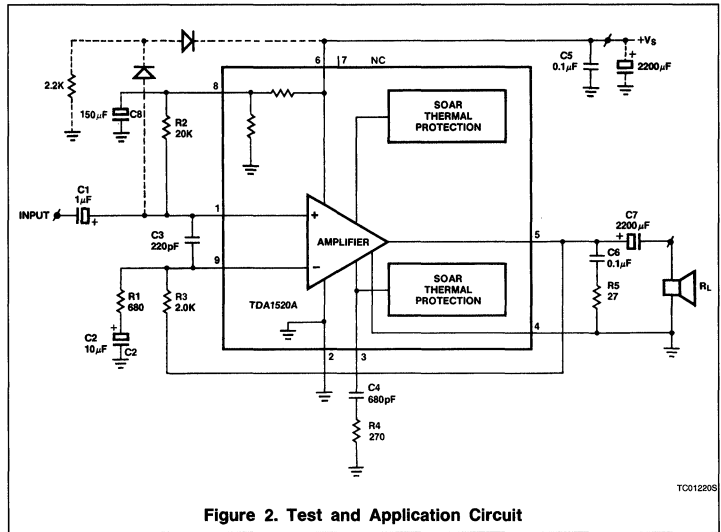 +VS
6
7
NC
C5
0.1µF
2200µF
+
2.2K
8
150µF
C8
+
R2
20K
SOAR
THERMAL
PROTECTION
C1
1µF
INPUT
+
1
+
C3
220pF
AMPLIFIER
5
C7
2200µF
+
C6
0.1µF
9
−
SOAR
THERMAL
PROTECTION
R1
680
R3
2.0K
TDA1520A
R5
27
RL
+
C2
10µF
C2
4
2
3
C4
680pF
R4
270
TC01220S
Figure 2. Test and Application Circuit